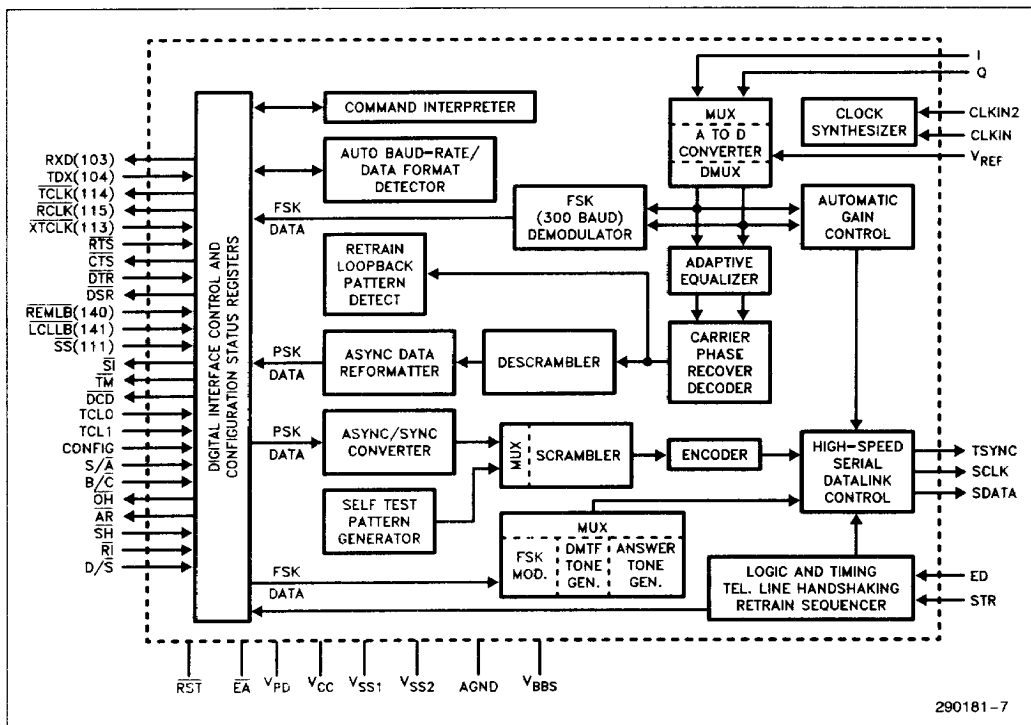 I
Q
COMMAND INTERPRETER
MUX
A TO D
CONVERTER
DMUX
CLOCK
SYNTHESIZER
CLKIN2
CLKIN
VREF
AUTO BAUD-RATE/
DATA FORMAT
DETECTOR
FSK
DATA
FSK
(300 BAUD)
DEMODULATOR
AUTOMATIC
GAIN
CONTROL
RETRAIN
LOOPBACK
PATTERN
DETECT
ADAPTIVE
EQUALIZER
PSK
DATA
ASYNC DATA
REFORMATTER
DESCRAMBLER
CARRIER
PHASE
RECOVER
DECODER
PSK
DATA
ASYNC/SYNC
CONVERTER
MUX
SCRAMBLER
ENCODER
HIGH-SPEED
SERIAL
DATALINK
CONTROL
TSYNC
SCLK
SDATA
SELF TEST
PATTERN
GENERATOR
MUX
FSK
MOD.
DMTF
TONE
GEN.
ANSWER
TONE
GEN.
FSK
DATA
LOGIC AND TIMING
TEL. LINE HANDSHAKING
RETRAIN SEQUENCER
ED
STR
DIGITAL INTERFACE CONTROL AND
CONFIGURATION STATUS REGISTERS
RXD(103)
TDX(104)
TCLK(114)
RCLK(115)
XTCLK(113)
RTS
CTS
DTR
DSR
REMLB(140)
LCLLB(141)
SS(111)
SI
TM
DCD
TCL0
TCL1
CONFIG
S/A
B/C
OH
AR
SH
RI
D/S
RST
EA
VPD
VCC
VSS1
VSS2
AGND
VBBS
290181-7